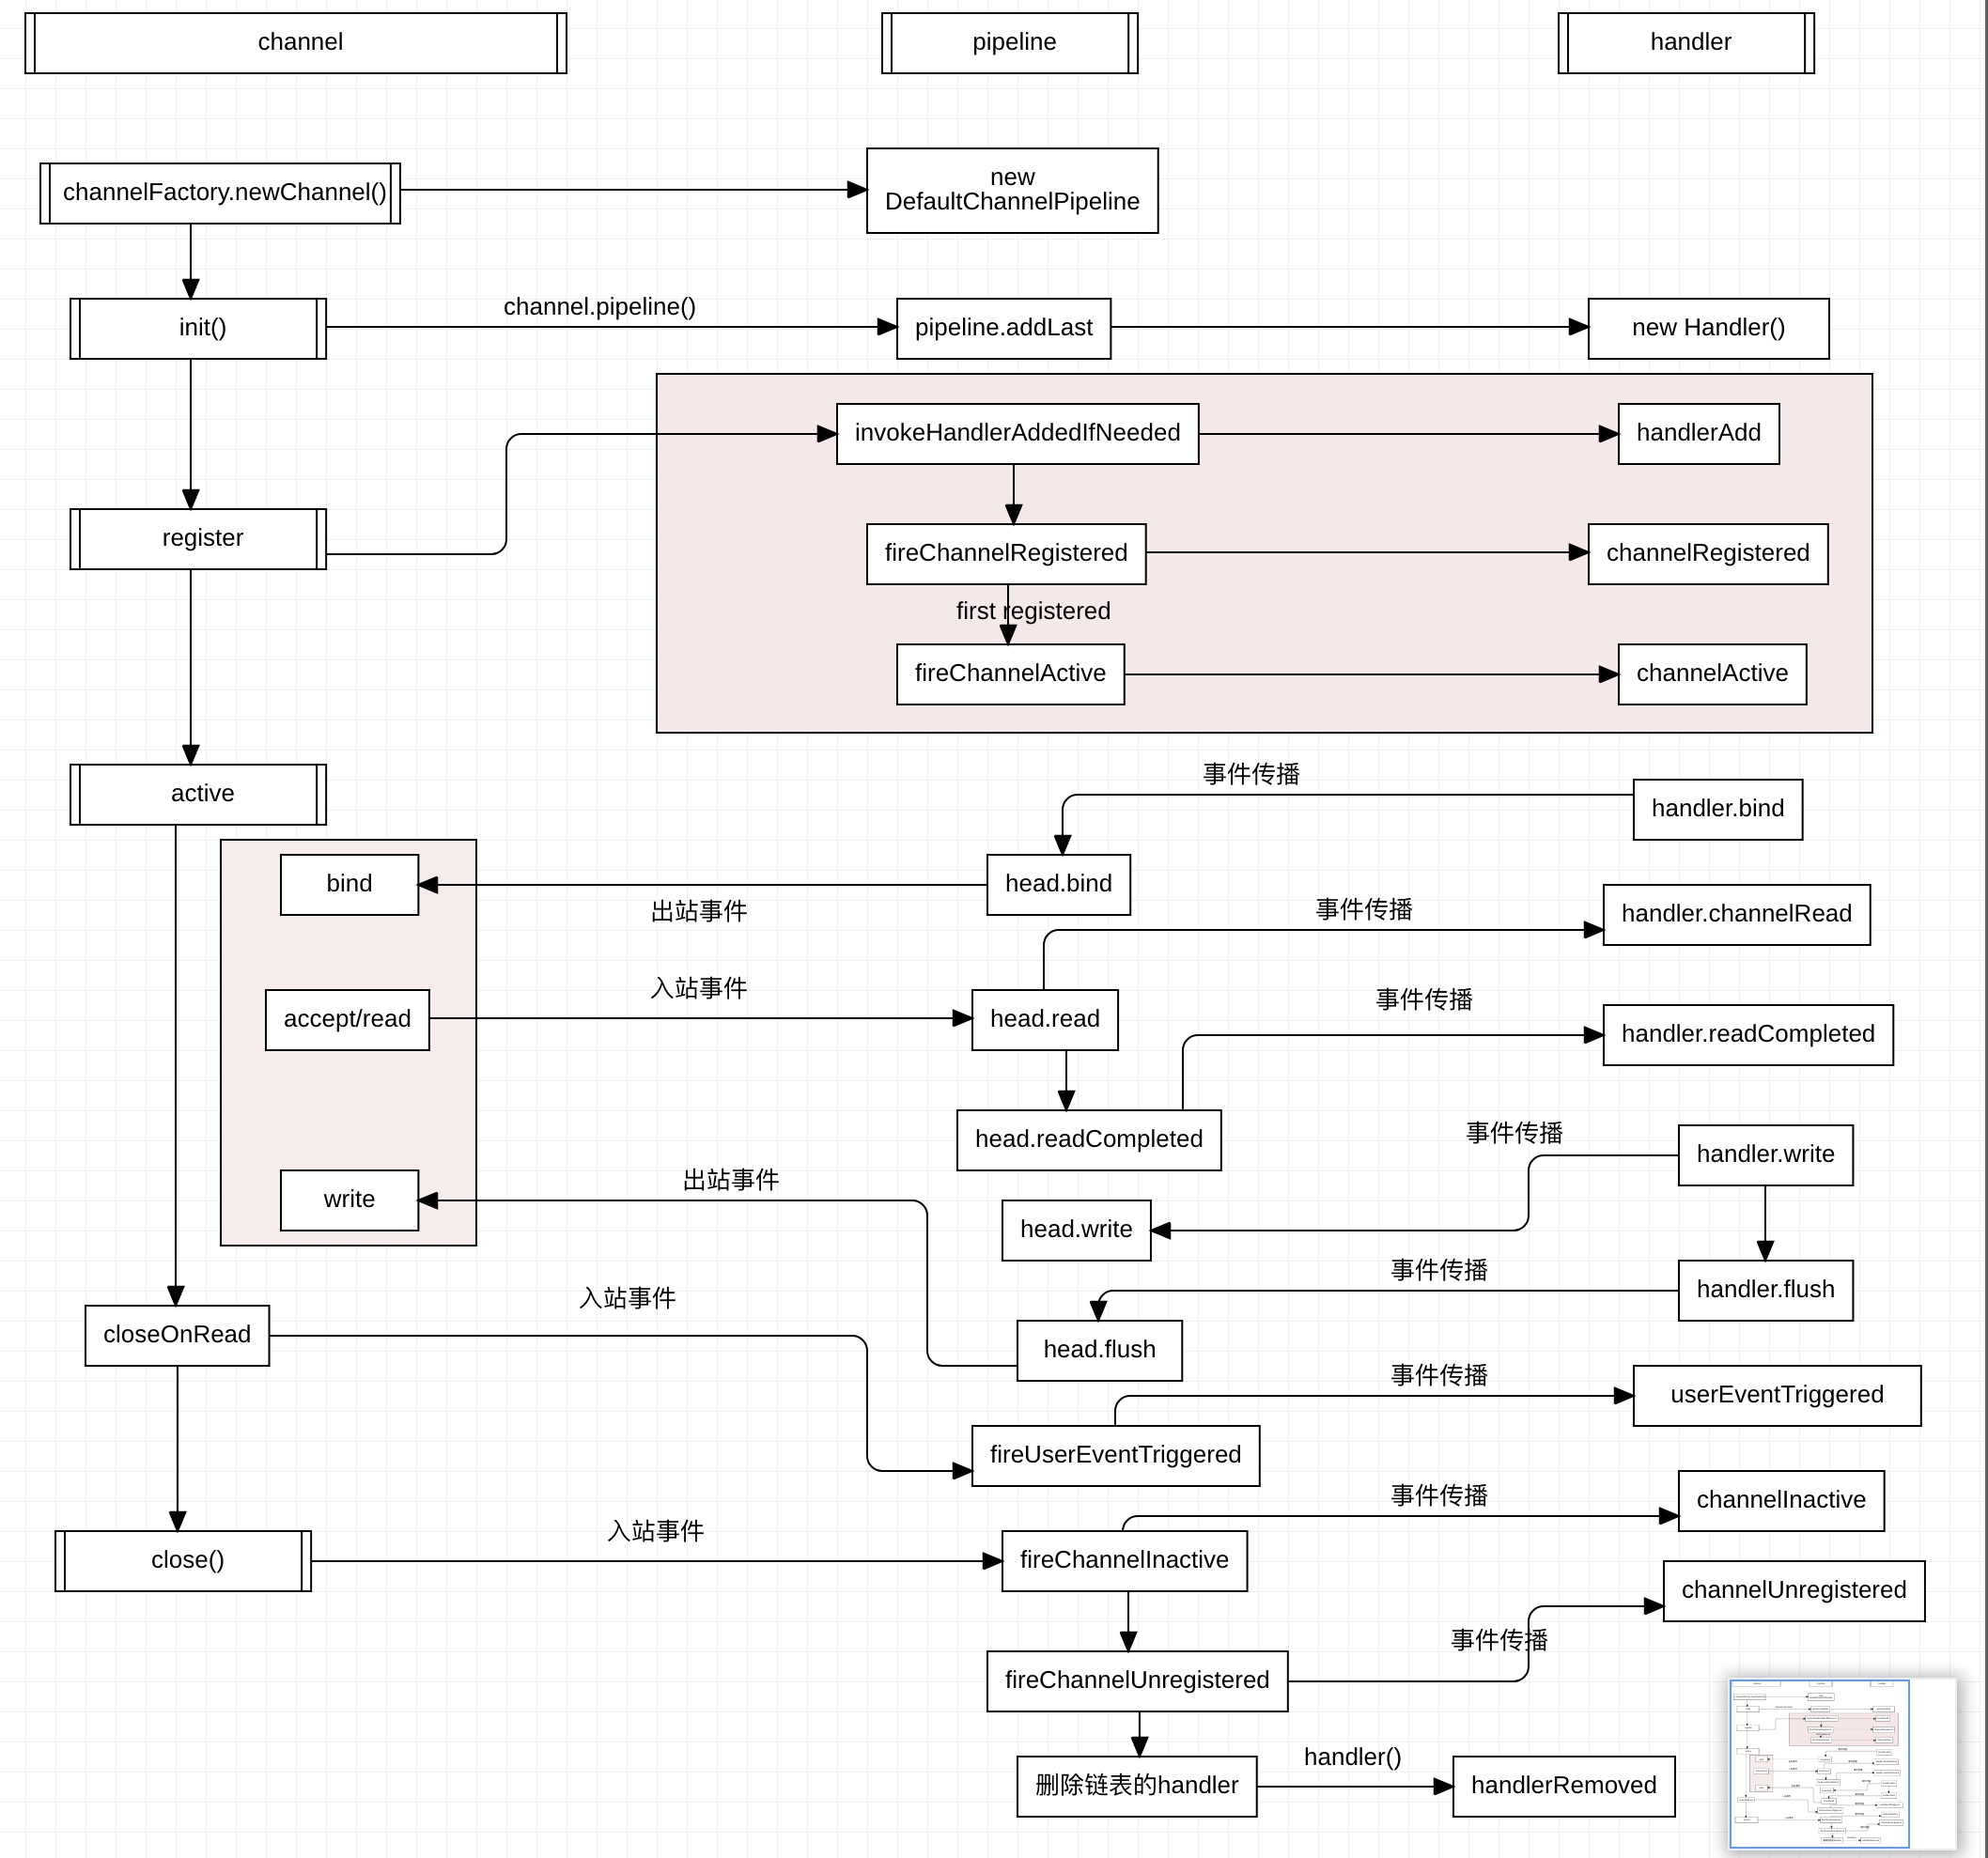 channel
pipeline
handler
channelFactory.newChannel()
new
DefaultChannelPipeline
init()
channel.pipeline()
pipeline.addLast
new Handler()
invokeHandlerAddedIfNeeded
handlerAdd
register
fireChannelRegistered
channelRegistered
first registered
fireChannelActive
channelActive
active
事件传播
handler.bind
bind
head.bind
出站事件
事件传播
handler.channelRead
入站事件
accept/read
head.read
事件传播
handler.readCompleted
head.readCompleted
事件传播
handler.write
出站事件
write
head.write
事件传播
handler.flush
入站事件
closeOnRead
head.flush
事件传播
userEventTriggered
fireUserEventTriggered
事件传播
channelInactive
入站事件
close()
fireChannelInactive
channelUnregistered
事件传播
fireChannelUnregistered
handler()
删除链表的handler
handlerRemoved